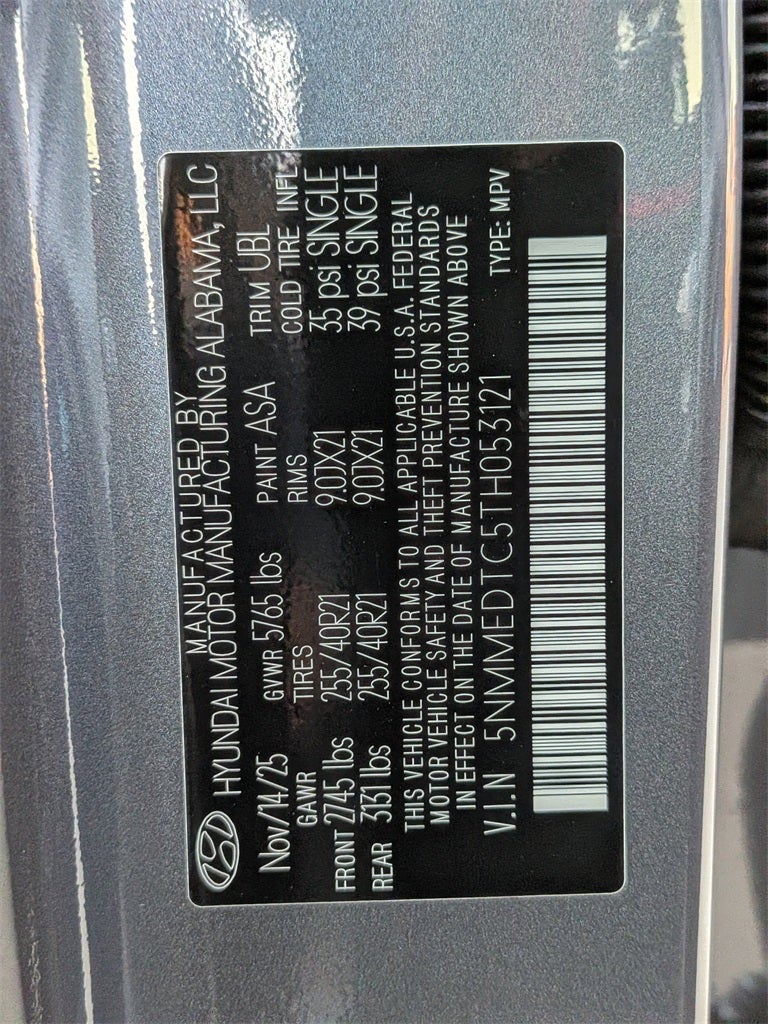 MANUFACTURED BY
HYUNDAI MOTOR MANUFACTURING ALABAMA, LLC
Nov/14/25 GVWR 5765 lbs PAINT ASA TRIM UBL
GAWR TIRES RIMS COLD TIRE INFL
FRONT 2745 lbs 255/40R21 9.0JX21 35 psi SINGLE
REAR 3131 lbs 255/40R21 9.0JX21 39 psi SINGLE
THIS VEHICLE CONFORMS TO ALL APPLICABLE U.S.A. FEDERAL
MOTOR VEHICLE SAFETY AND THEFT PREVENTION STANDARDS
IN EFFECT ON THE DATE OF MANUFACTURE SHOWN ABOVE
V.I.N 5NMMEDTC5TH053121 TYPE: MPV